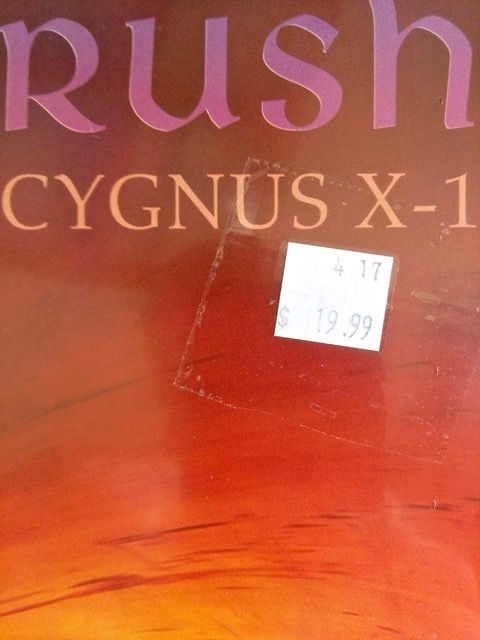 RUSH
CYGNUS X-1
4 17
$ 19.99